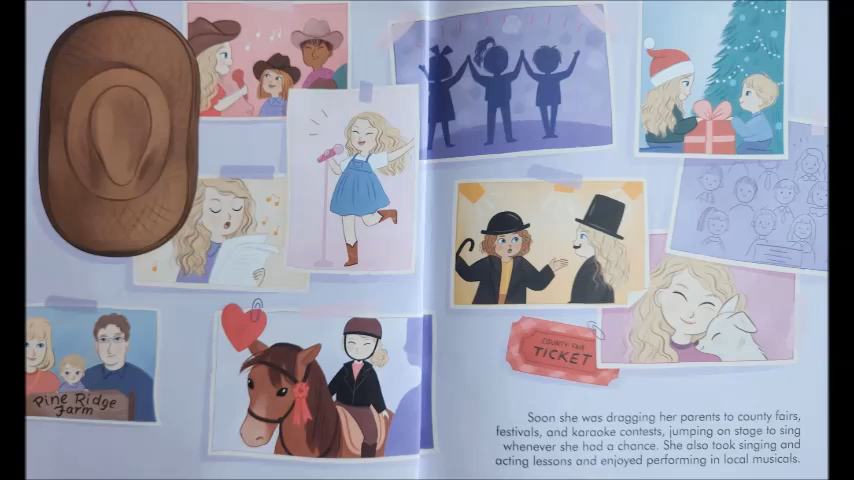 Pine Ridge
Farm
COUNTY FAIR
TICKET
Soon she was dragging her parents to county fairs,
festivals, and karaoke contests, jumping on stage to sing
whenever she had a chance. She also took singing and
acting lessons and enjoyed performing in local musicals.